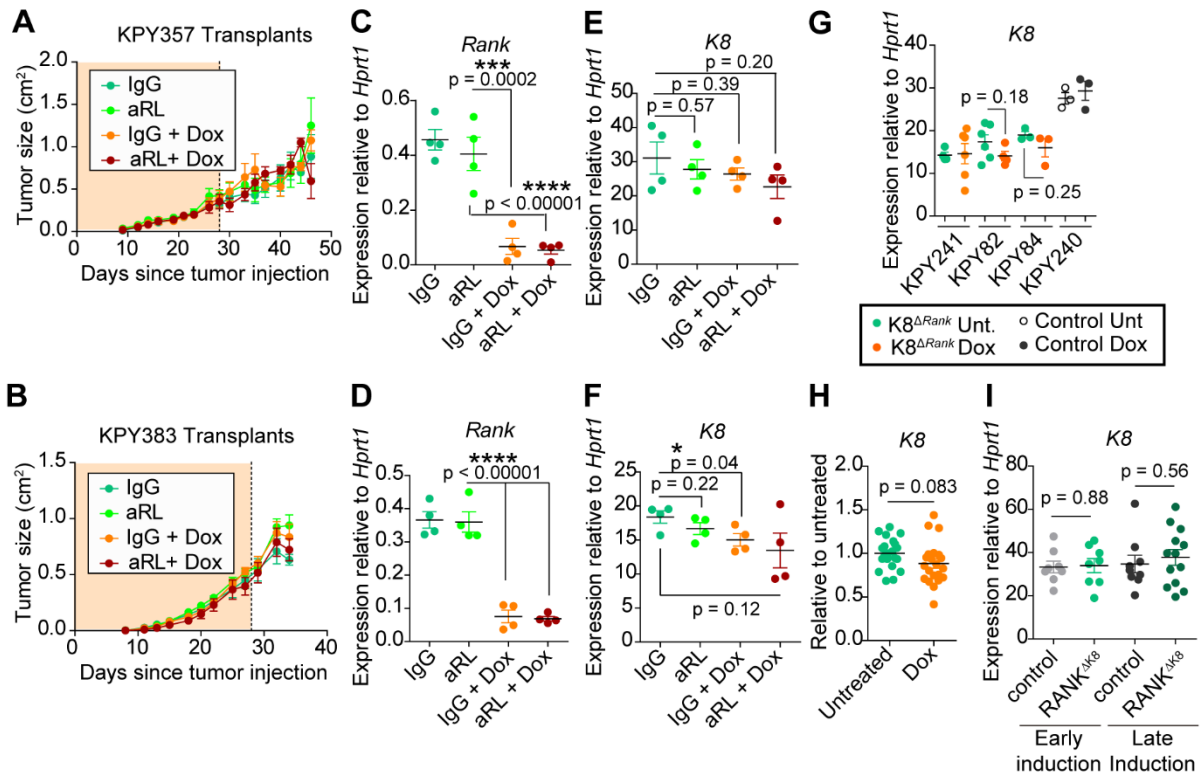 A
KPY357 Transplants
Tumor size (cm2)
2.0
1.5
1.0
0.5
0.0
IgG
aRL
IgG + Dox
aRL+ Dox
0 10 20 30 40 50
Days since tumor injection
B
KPY383 Transplants
Tumor size (cm2)
1.5
1.0
0.5
0.0
IgG
aRL
IgG + Dox
aRL+ Dox
0 10 20 30 40
Days since tumor injection
C
Rank
Expression relative to Hprt1
***
p = 0.0002
****
p < 0.00001
0.6
0.4
0.2
0.0
IgG
aRL
IgG + Dox
aRL + Dox
D
Rank
Expression relative to Hprt1
****
p < 0.00001
0.5
0.4
0.3
0.2
0.1
0.0
IgG
aRL
IgG + Dox
aRL + Dox
E
K8
Expression relative to Hprt1
p = 0.20
p = 0.39
p = 0.57
50
40
30
20
10
0
IgG
aRL
IgG + Dox
aRL + Dox
F
K8
Expression relative to Hprt1
*
p = 0.04
p = 0.22
p = 0.12
25
20
15
10
5
0
IgG
aRL
IgG + Dox
aRL + Dox
G
K8
Expression relative to Hprt1
p = 0.18
p = 0.25
40
30
20
10
0
KPY241
KPY82
KPY84
KPY240
K8ΔRank Unt.
K8ΔRank Dox
Control Unt
Control Dox
H
K8
Relative to untreated
p = 0.083
2.0
1.5
1.0
0.5
0.0
Untreated
Dox
I
K8
Expression relative to Hprt1
p = 0.88
p = 0.56
80
60
40
20
0
control
RANKΔK8
control
RANKΔK8
Early
induction
Late
Induction